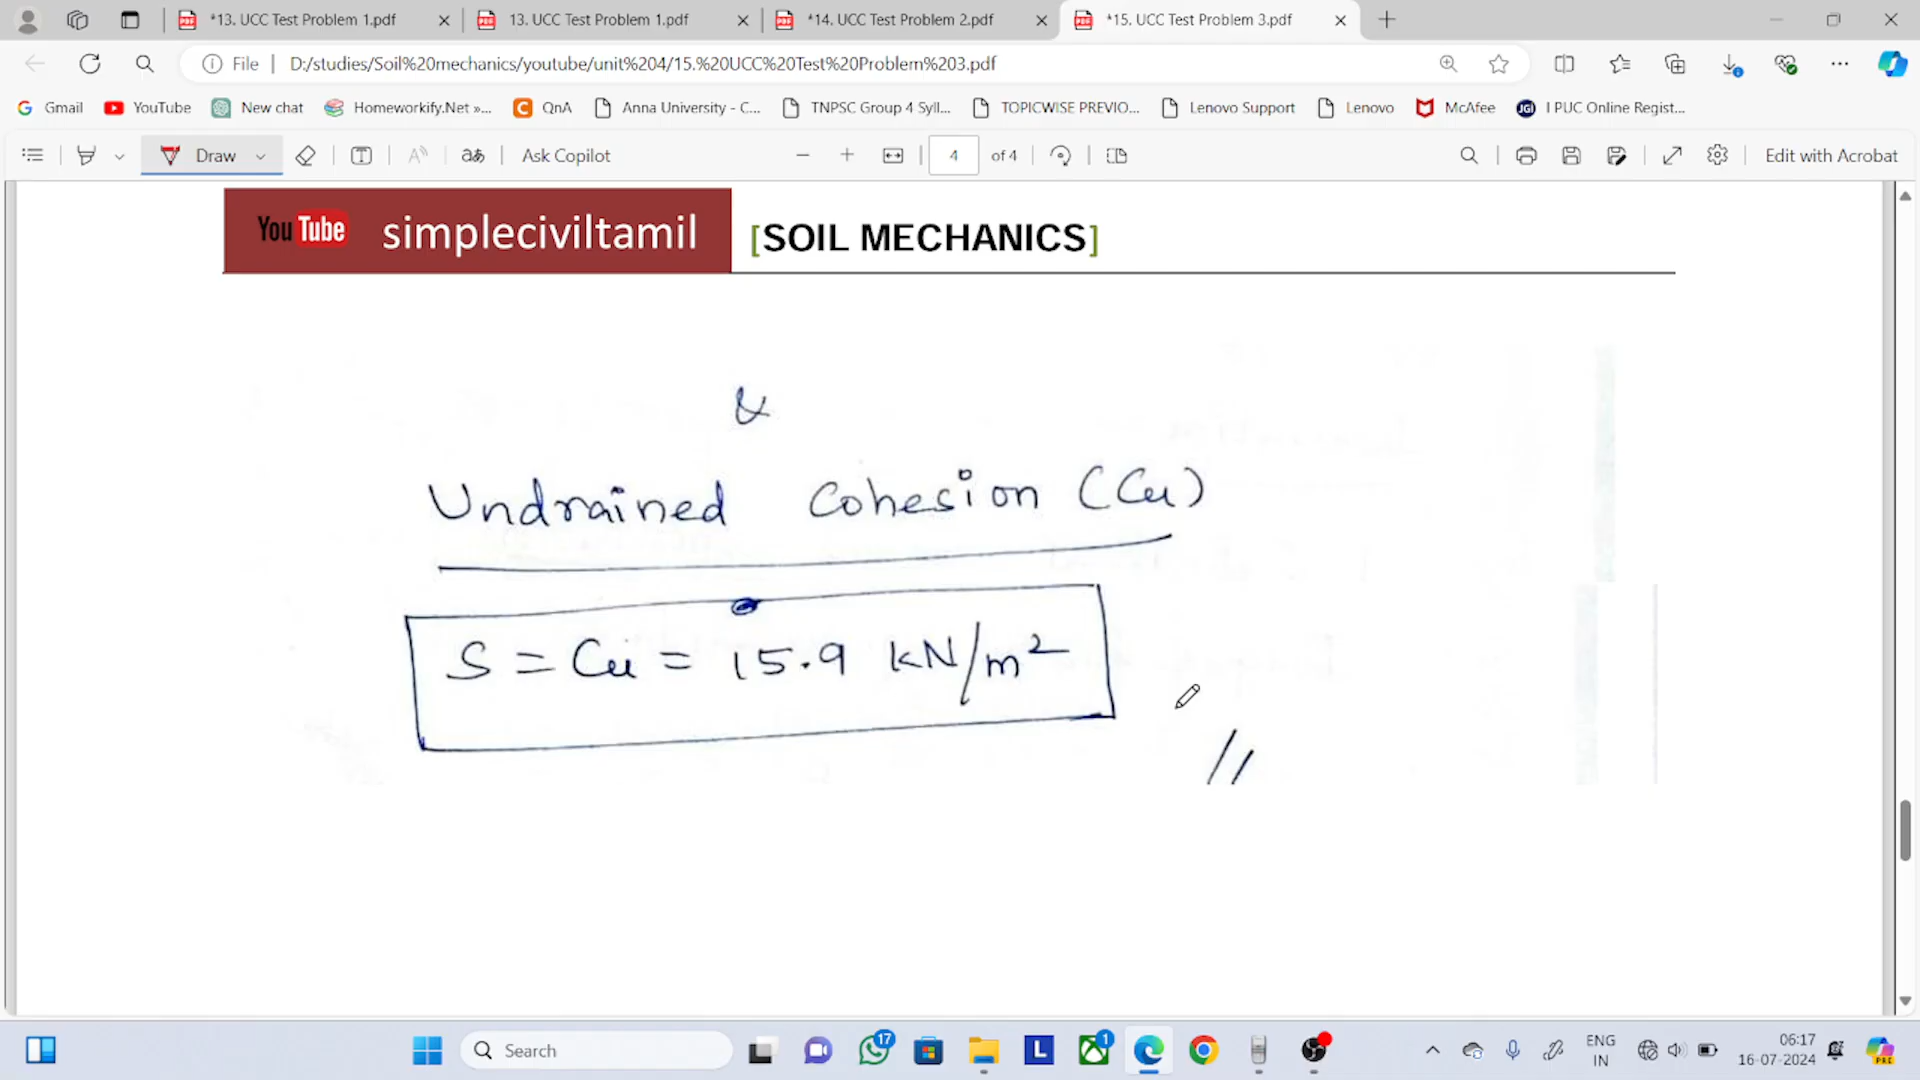 *13. UCC Test Problem 1.pdf
13. UCC Test Problem 1.pdf
*14. UCC Test Problem 2.pdf
*15. UCC Test Problem 3.pdf
File
D:/studies/Soil%20mechanics/youtube/unit%204/15.%20UCC%20Test%20Problem%203.pdf
Gmail
YouTube
New chat
Homeworkify.Net »...
QnA
Anna University - C...
TNPSC Group 4 Syll...
TOPICWISE PREVIO...
Lenovo Support
Lenovo
McAfee
I PUC Online Regist...
Draw
Ask Copilot
4 of 4
Edit with Acrobat
YouTube simpleciviltamil [SOIL MECHANICS]
&
Undrained Cohesion (Cu)
S = Cu = 15.9 kN/m²
//
Search
17
1
ENG
IN
06:17
16-07-2024